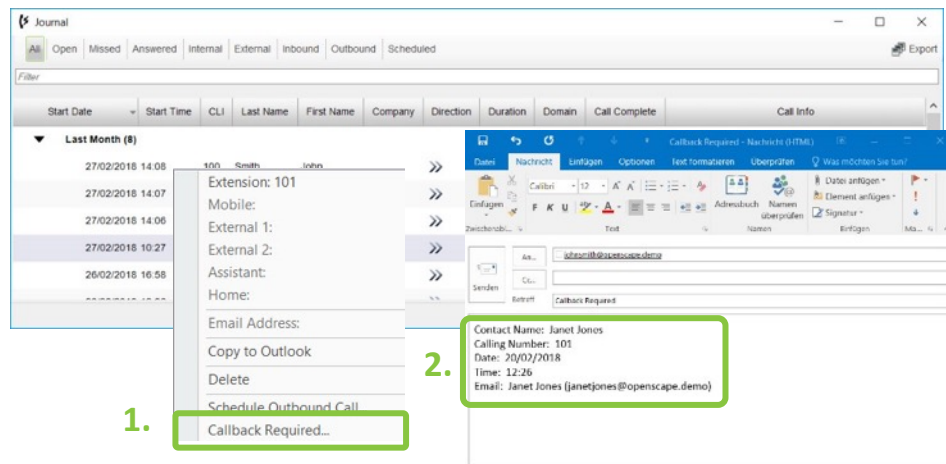 Journal
All Open Missed Answered Internal External Inbound Outbound Scheduled Export
Filter
Start Date Start Time CLI Last Name First Name Company Direction Duration Domain Call Complete Call Info
Last Month (8)
27/02/2018 14:08 100 Smith John
27/02/2018 14:07
27/02/2018 14:06
27/02/2018 10:27
26/02/2018 16:58
Extension: 101
Mobile:
External 1:
External 2:
Assistant:
Home:
Email Address:
Copy to Outlook
Delete
Schedule Outbound Call
Callback Required...
1.
Callback Required - Nachricht (HTML)
Datei Nachricht Einfügen Optionen Text formatieren Überprüfen Was möchten Sie tun?
Calibri 12
F K U
Einfügen
Adressbuch Namen überprüfen
Datei anfügen
Element anfügen
Signatur
Text Namen Einfügen
An...
johnsmith@openscape.demo
Cc...
Senden
Betreff Callback Required
2.
Contact Name: Janet Jones
Calling Number: 101
Date: 20/02/2018
Time: 12:26
Email: Janet Jones (janetjones@openscape.demo)